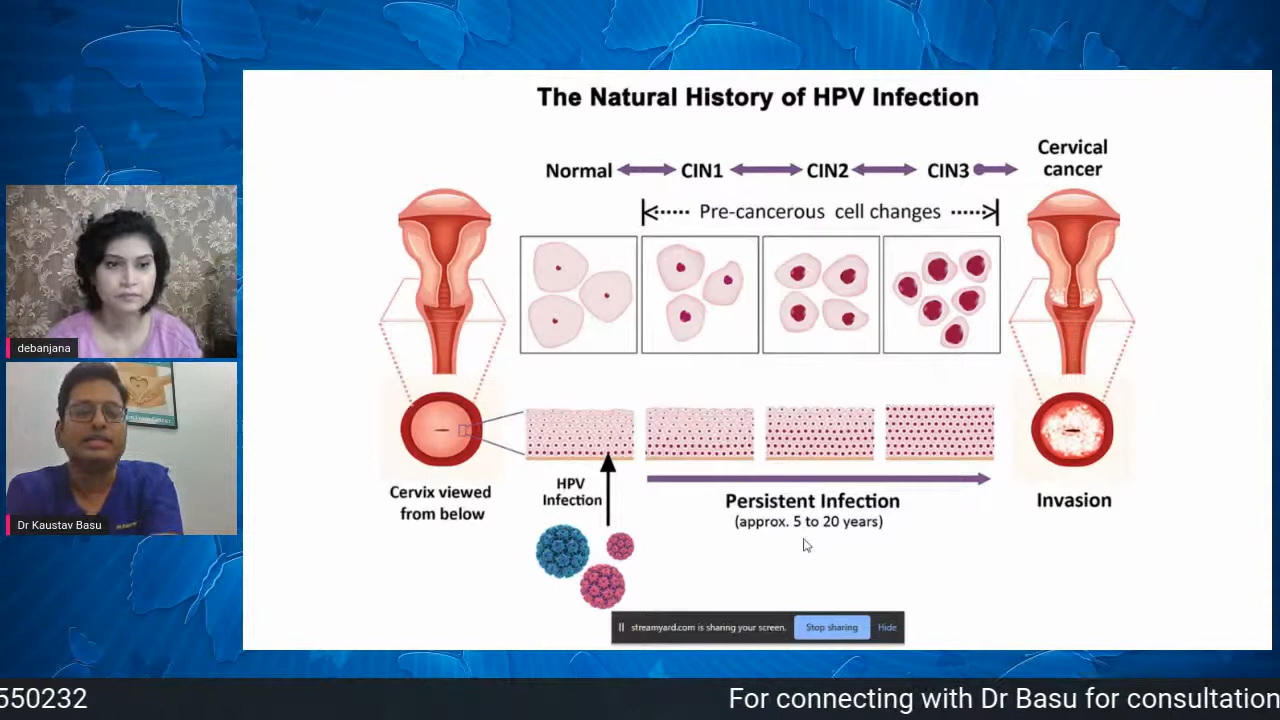 The Natural History of HPV Infection
Normal CIN1 CIN2 CIN3 Cervical cancer
Pre-cancerous cell changes
debanjana
Dr Kaustav Basu
Cervix viewed
from below
HPV
Infection
Persistent Infection
(approx. 5 to 20 years)
Invasion
streamyard.com is sharing your screen. Stop sharing Hide
550232 For connecting with Dr Basu for consultation